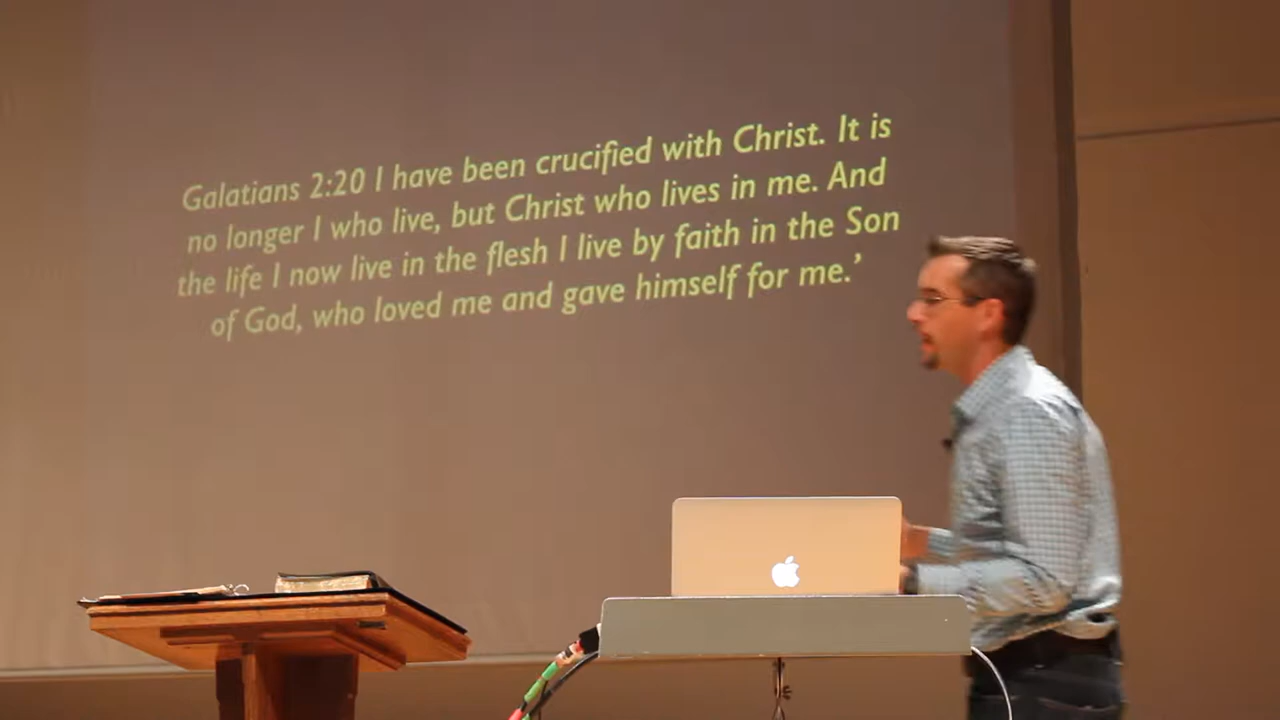 Galatians 2:20 I have been crucified with Christ. It is
no longer I who live, but Christ who lives in me. And
the life I now live in the flesh I live by faith in the Son
of God, who loved me and gave himself for me.’